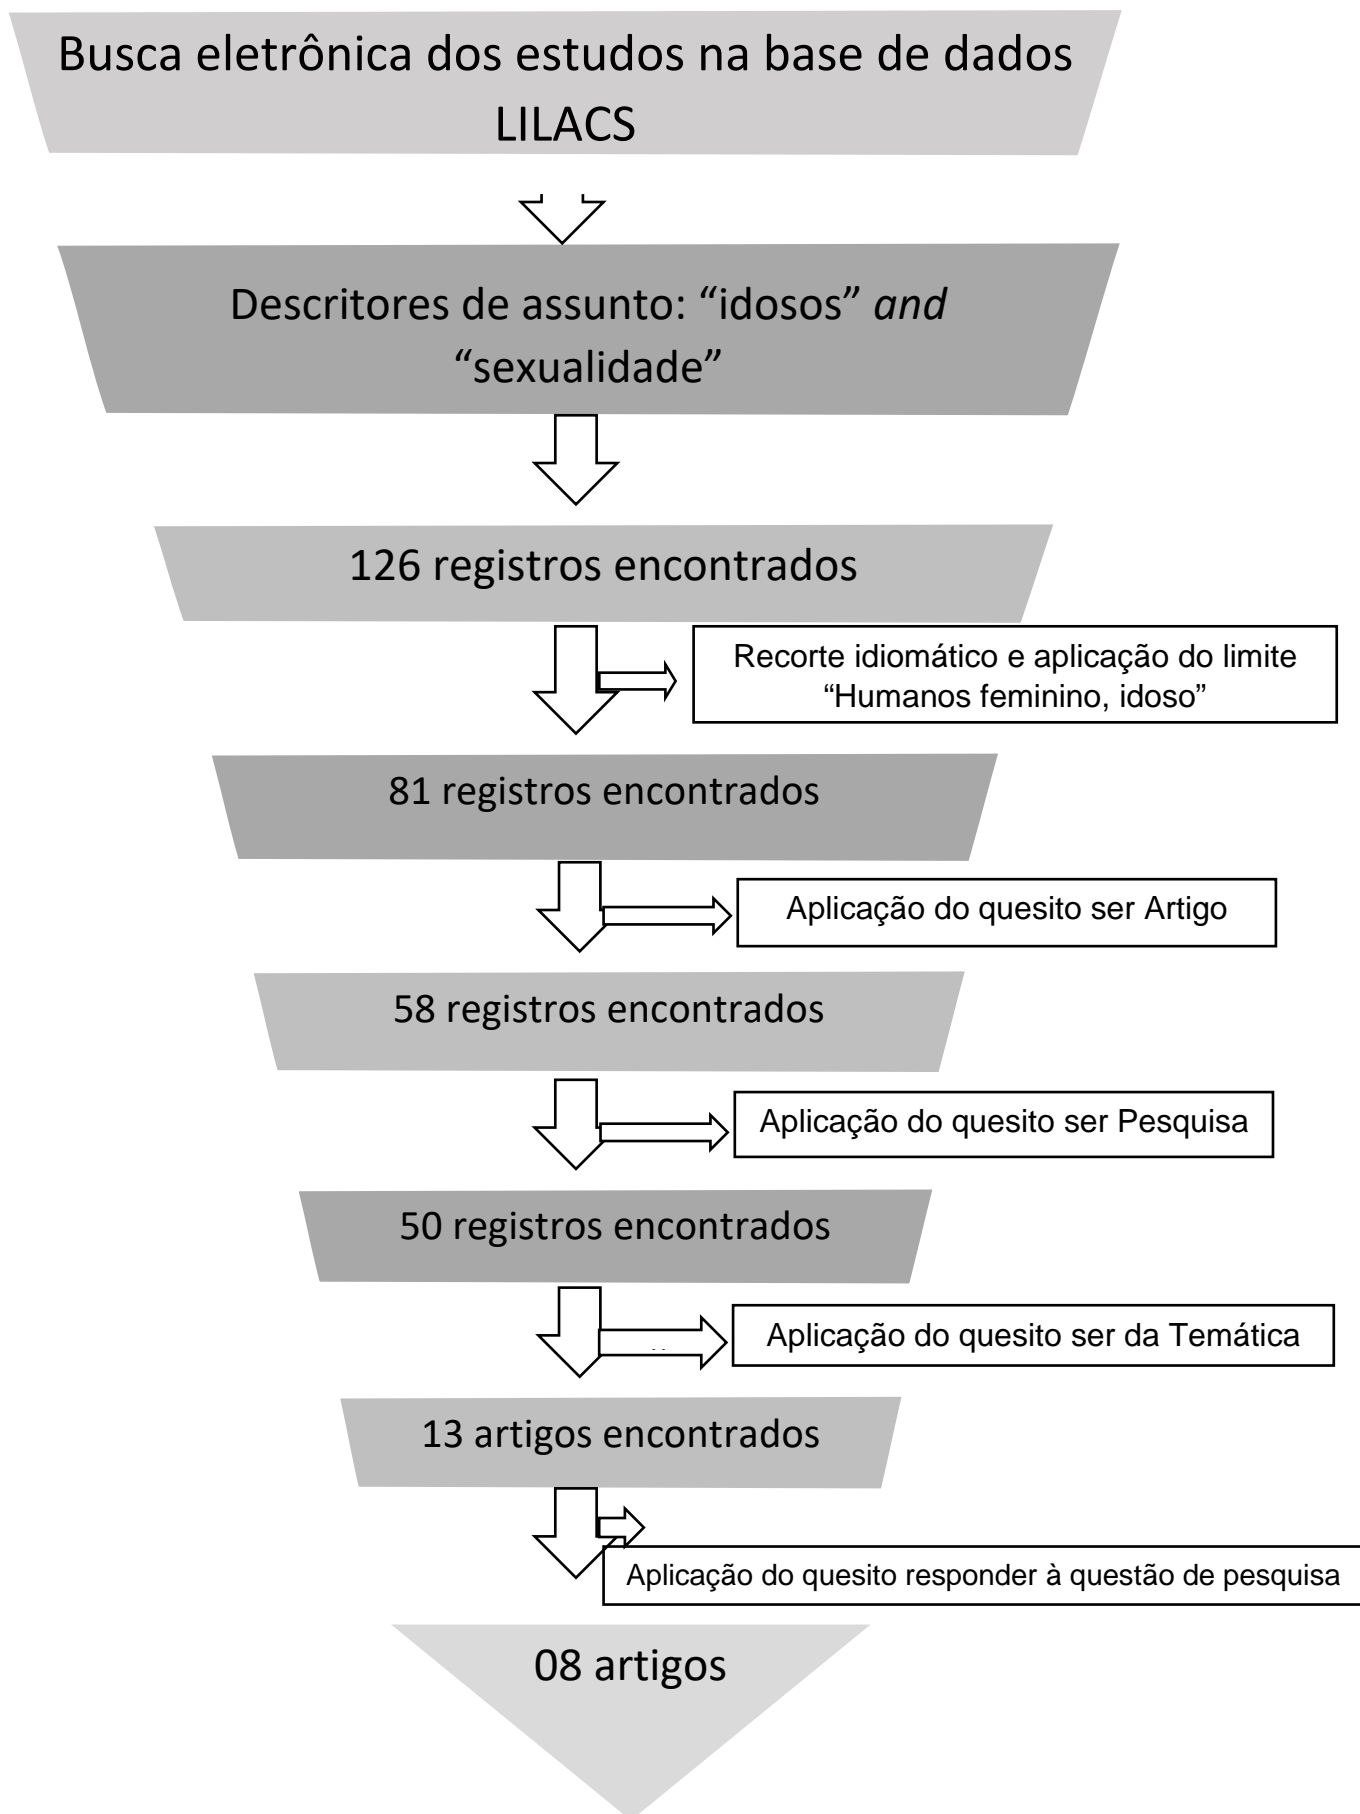 Busca eletrônica dos estudos na base de dados
LILACS
Descritores de assunto: “idosos” and
“sexualidade”
126 registros encontrados
Recorte idiomático e aplicação do limite
“Humanos feminino, idoso”
81 registros encontrados
Aplicação do quesito ser Artigo
58 registros encontrados
Aplicação do quesito ser Pesquisa
50 registros encontrados
Aplicação do quesito ser da Temática
13 artigos encontrados
Aplicação do quesito responder à questão de pesquisa
08 artigos